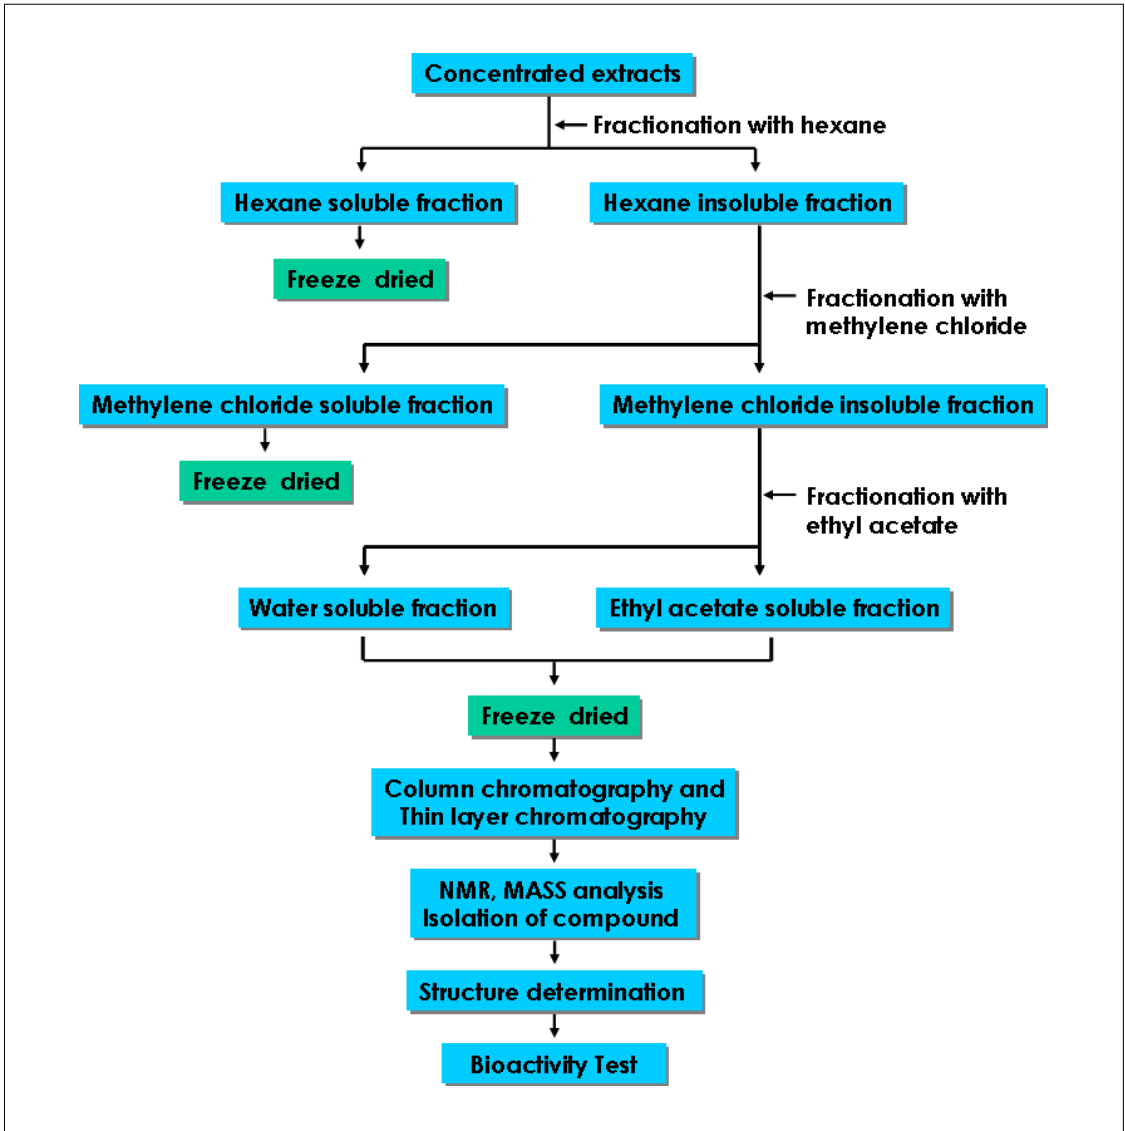 Concentrated extracts
Fractionation with hexane
Hexane soluble fraction
Hexane insoluble fraction
Freeze dried
Fractionation with
methylene chloride
Methylene chloride soluble fraction
Methylene chloride insoluble fraction
Freeze dried
Fractionation with
ethyl acetate
Water soluble fraction
Ethyl acetate soluble fraction
Freeze dried
Column chromatography and
Thin layer chromatography
NMR, MASS analysis
Isolation of compound
Structure determination
Bioactivity Test